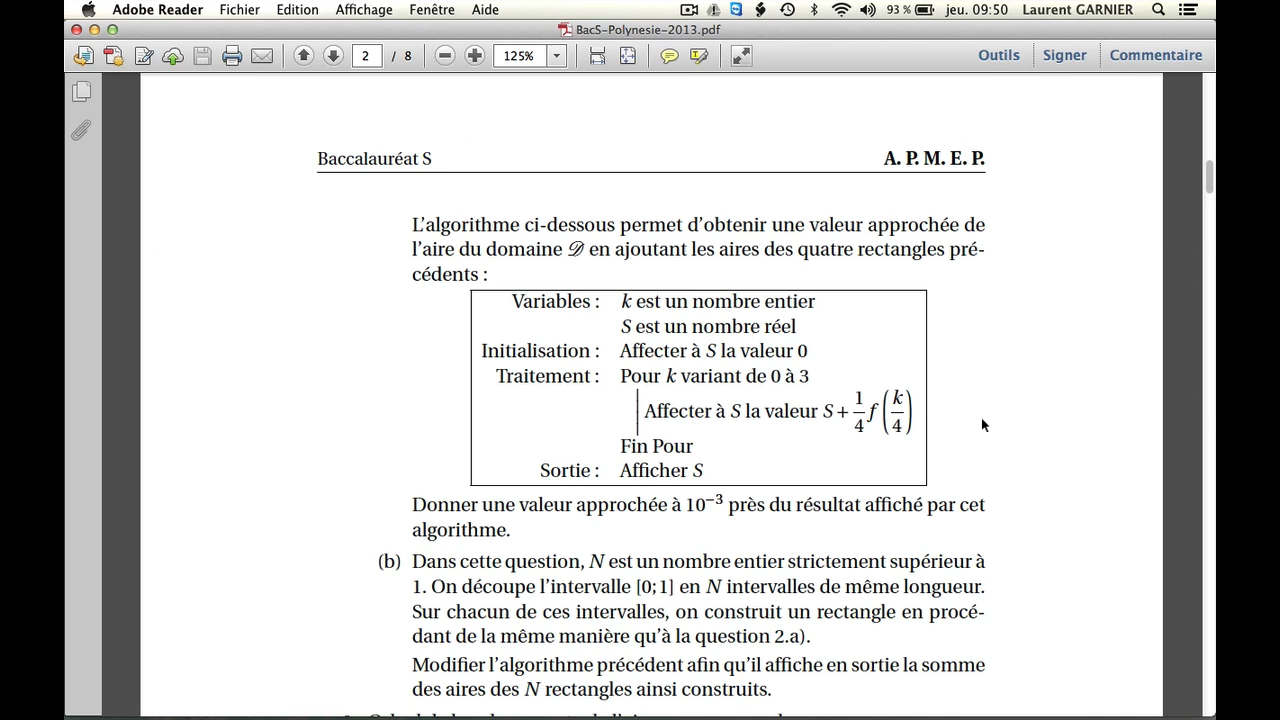 Adobe Reader Fichier Edition Affichage Fenêtre Aide 93 % jeu. 09:50 Laurent GARNIER
BacS-Polynesie-2013.pdf
2 / 8 125% Outils Signer Commentaire
Baccalauréat S A. P. M. E. P.
L'algorithme ci-dessous permet d'obtenir une valeur approchée de
l'aire du domaine 𝒟 en ajoutant les aires des quatre rectangles pré-
cédents :
Variables : k est un nombre entier
S est un nombre réel
Initialisation : Affecter à S la valeur 0
Traitement : Pour k variant de 0 à 3
Affecter à S la valeur S + 1/4 f (k/4)
Fin Pour
Sortie : Afficher S
Donner une valeur approchée à 10⁻³ près du résultat affiché par cet
algorithme.
(b) Dans cette question, N est un nombre entier strictement supérieur à
1. On découpe l'intervalle [0;1] en N intervalles de même longueur.
Sur chacun de ces intervalles, on construit un rectangle en procé-
dant de la même manière qu'à la question 2.a).
Modifier l'algorithme précédent afin qu'il affiche en sortie la somme
des aires des N rectangles ainsi construits.